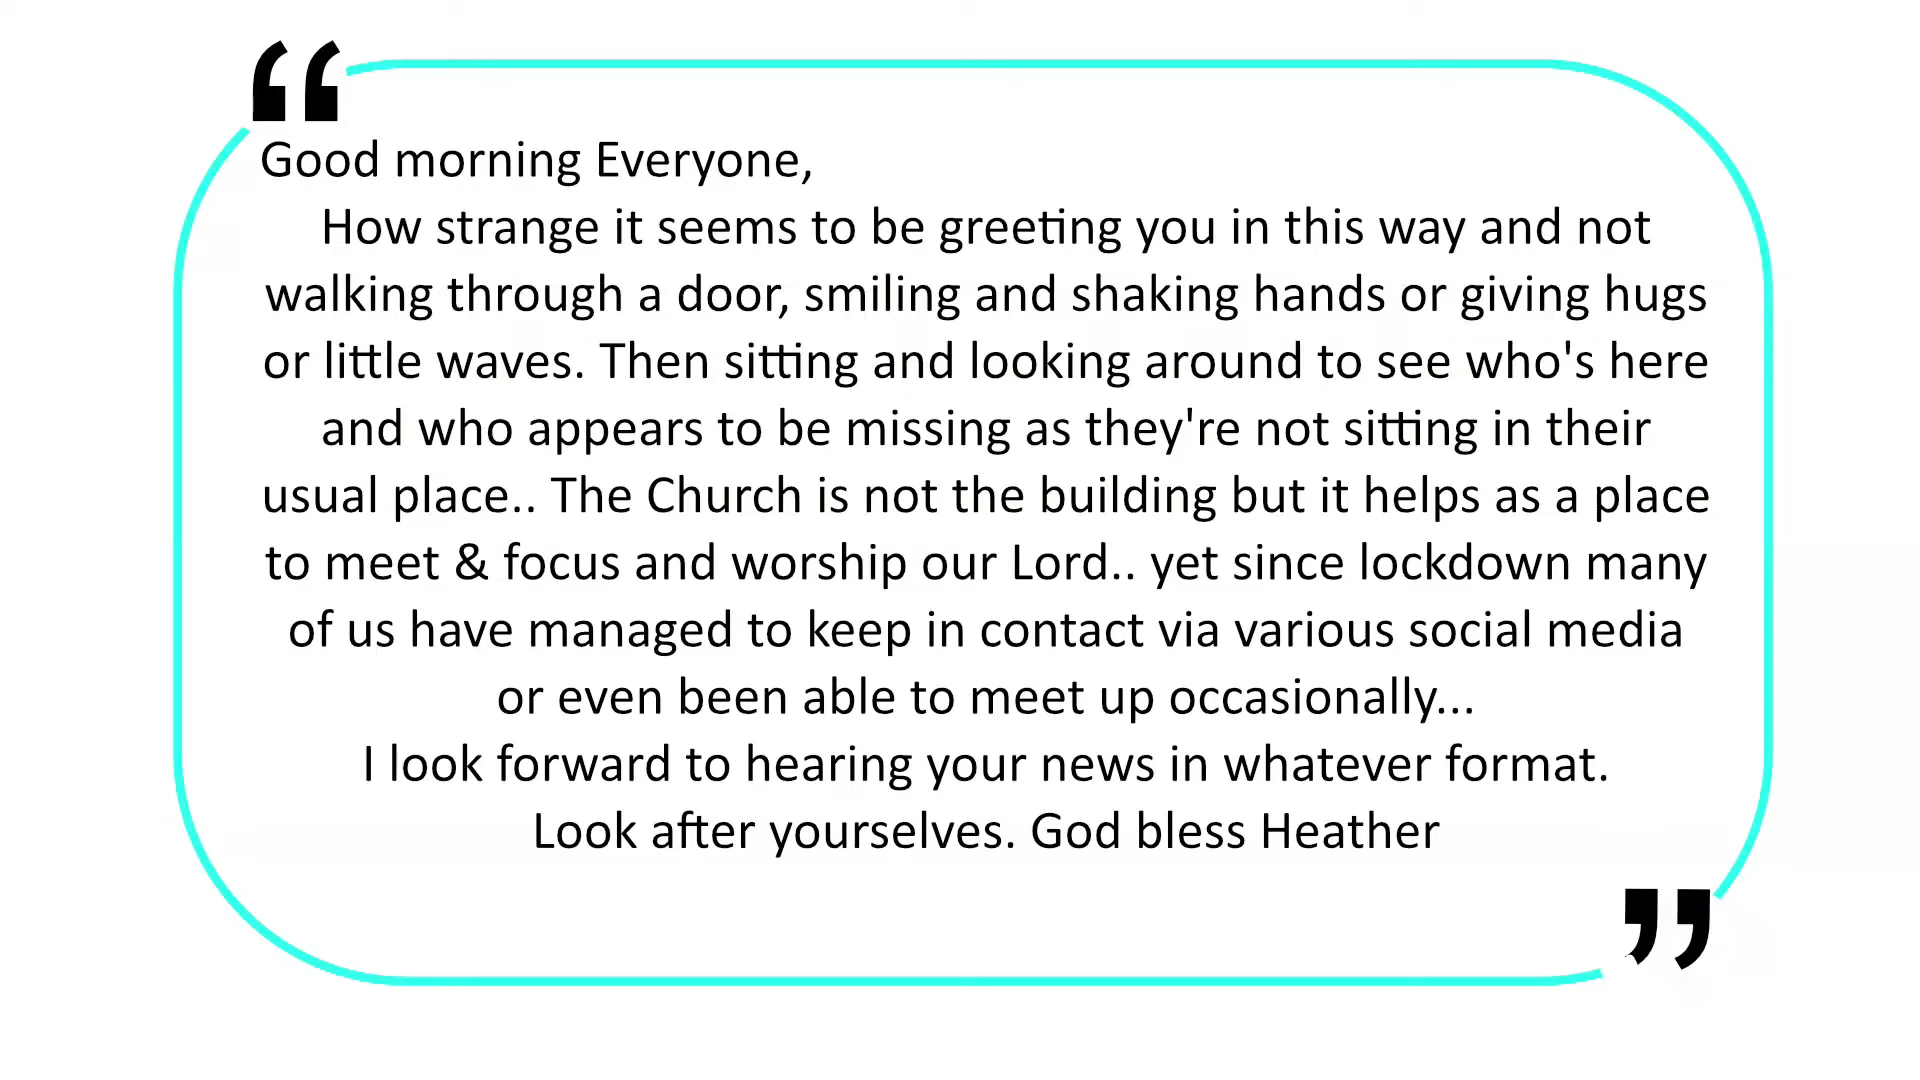 “
Good morning Everyone,
How strange it seems to be greeting you in this way and not
walking through a door, smiling and shaking hands or giving hugs
or little waves. Then sitting and looking around to see who's here
and who appears to be missing as they're not sitting in their
usual place.. The Church is not the building but it helps as a place
to meet & focus and worship our Lord.. yet since lockdown many
of us have managed to keep in contact via various social media
or even been able to meet up occasionally...
I look forward to hearing your news in whatever format.
Look after yourselves. God bless Heather
”